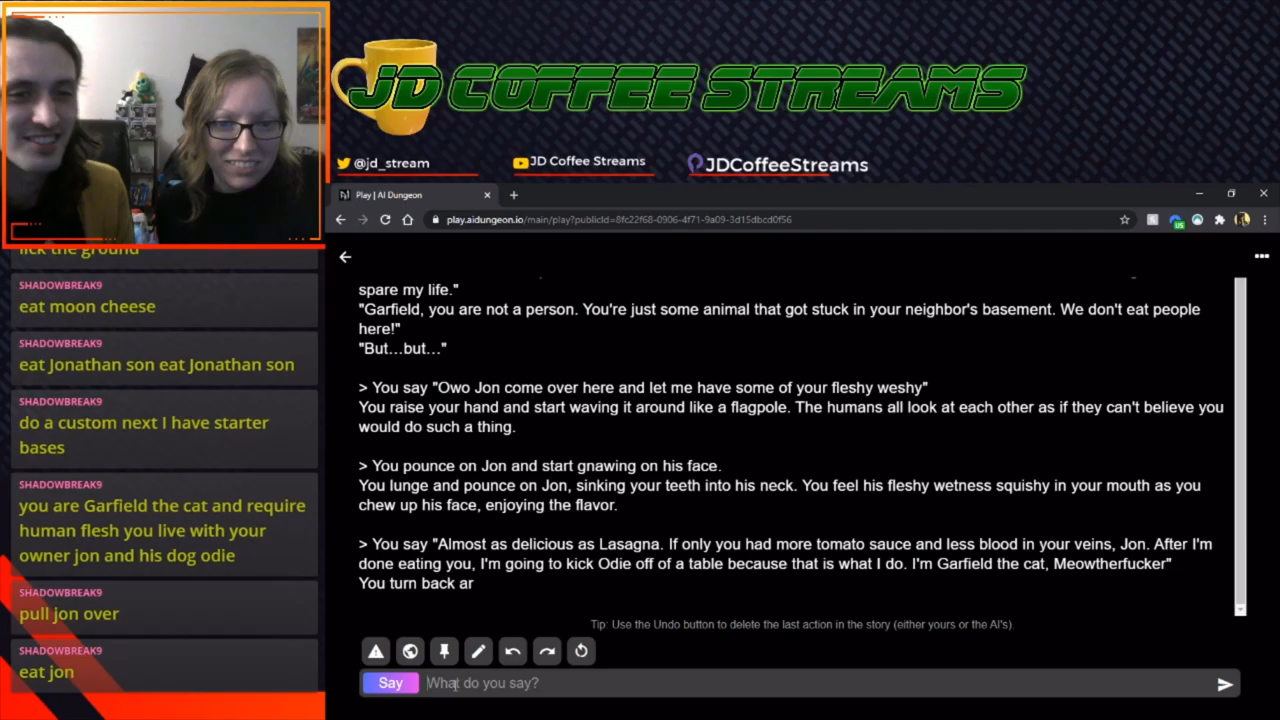 JD COFFEE STREAMS
@jd_stream
JD Coffee Streams
JDCoffeeStreams
Play | AI Dungeon
play.aidungeon.io/main/play?publicId=8fc22f68-0906-4f71-9a09-3d15dbcd0f56
lick the ground
SHADOWBREAK9
eat moon cheese
SHADOWBREAK9
eat Jonathan son eat Jonathan son
SHADOWBREAK9
do a custom next I have starter
bases
SHADOWBREAK9
you are Garfield the cat and require
human flesh you live with your
owner jon and his dog odie
SHADOWBREAK9
pull jon over
SHADOWBREAK9
eat jon
spare my life."
"Garfield, you are not a person. You're just some animal that got stuck in your neighbor's basement. We don't eat people
here!"
"But…but…"
> You say "Owo Jon come over here and let me have some of your fleshy weshy"
You raise your hand and start waving it around like a flagpole. The humans all look at each other as if they can't believe you
would do such a thing.
> You pounce on Jon and start gnawing on his face.
You lunge and pounce on Jon, sinking your teeth into his neck. You feel his fleshy wetness squishy in your mouth as you
chew up his face, enjoying the flavor.
> You say "Almost as delicious as Lasagna. If only you had more tomato sauce and less blood in your veins, Jon. After I'm
done eating you, I'm going to kick Odie off of a table because that is what I do. I'm Garfield the cat, Meowtherfucker"
You turn back ar
Tip: Use the Undo button to delete the last action in the story (either yours or the AI's).
Say
What do you say?